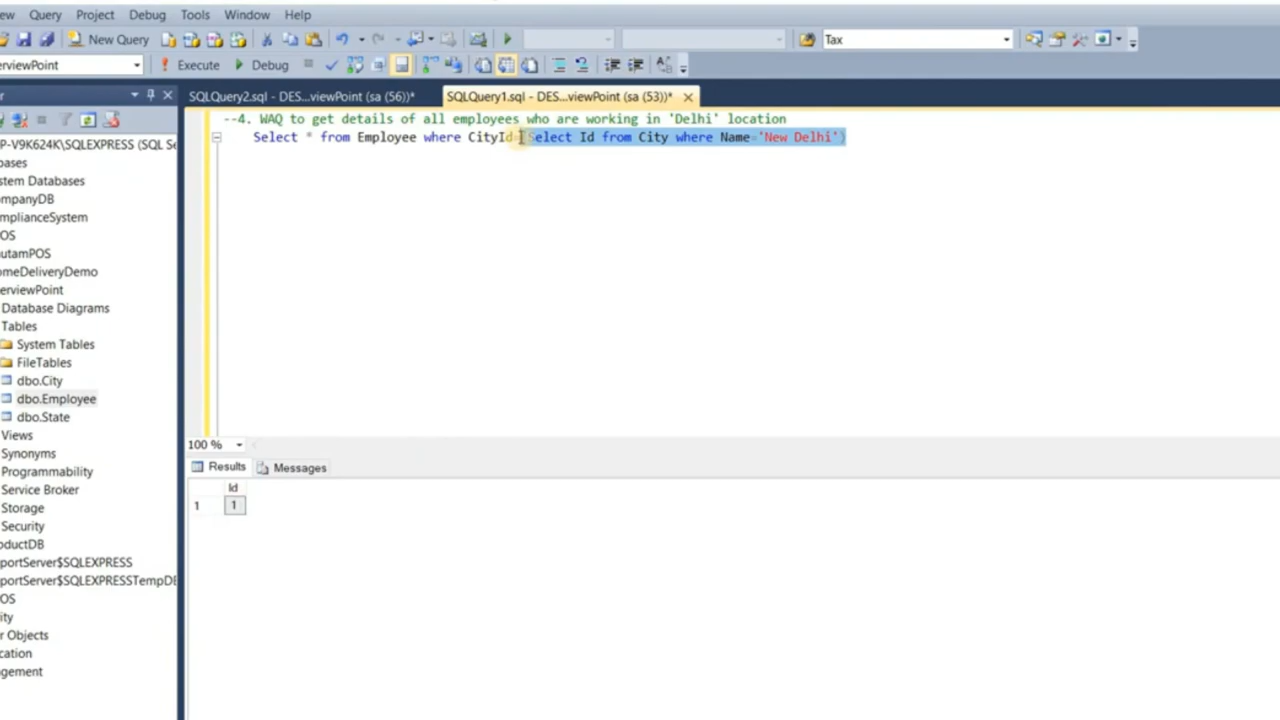 ew Query Project Debug Tools Window Help
New Query Tax
erviewPoint Execute Debug
r SQLQuery2.sql - DES...viewPoint (sa (56))* SQLQuery1.sql - DES...viewPoint (sa (53))*
--4. WAQ to get details of all employees who are working in 'Delhi' location
Select * from Employee where CityId=(Select Id from City where Name='New Delhi')
P-V9K624K\SQLEXPRESS (SQL Se
bases
stem Databases
ompanyDB
mplianceSystem
OS
utamPOS
omeDeliveryDemo
erviewPoint
Database Diagrams
Tables
System Tables
FileTables
dbo.City
dbo.Employee
dbo.State
Views
Synonyms
Programmability
Service Broker
Storage
Security
oductDB
portServer$SQLEXPRESS
portServer$SQLEXPRESSTempDB
OS
ity
r Objects
cation
agement
100 %
Results Messages
Id
1 1